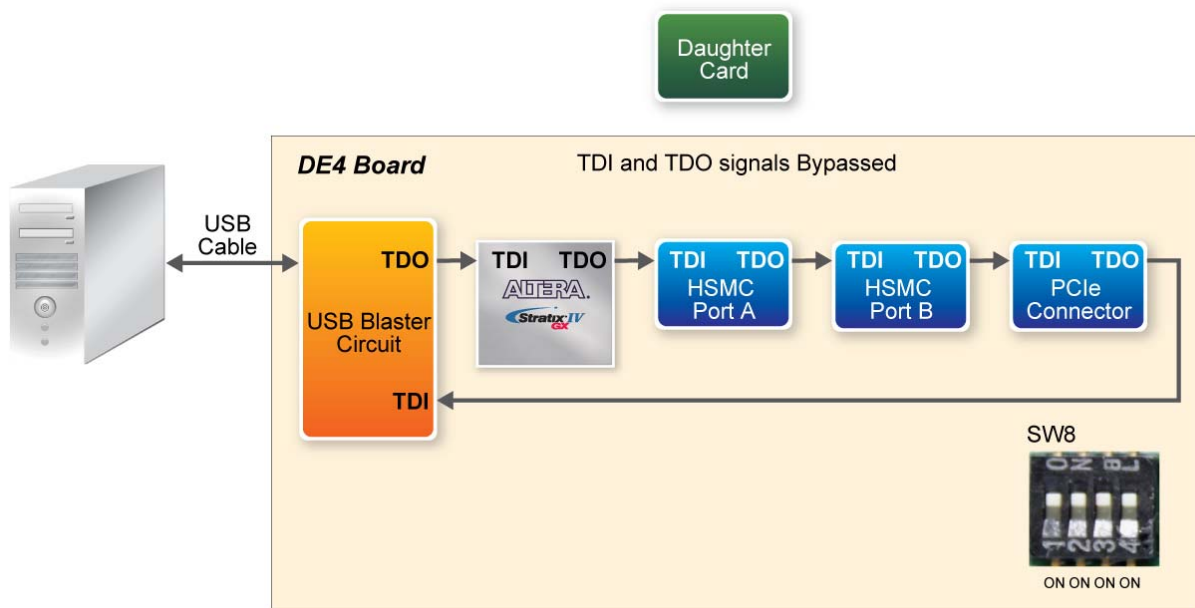 Daughter
Card
DE4 Board
TDI and TDO signals Bypassed
USB
Cable
TDO
USB Blaster
Circuit
TDI
TDI TDO
ALTERA.
Stratix IV
GX
TDI TDO
HSMC
Port A
TDI TDO
HSMC
Port B
TDI TDO
PCIe
Connector
SW8
O N B L
1 2 3 4
ON ON ON ON